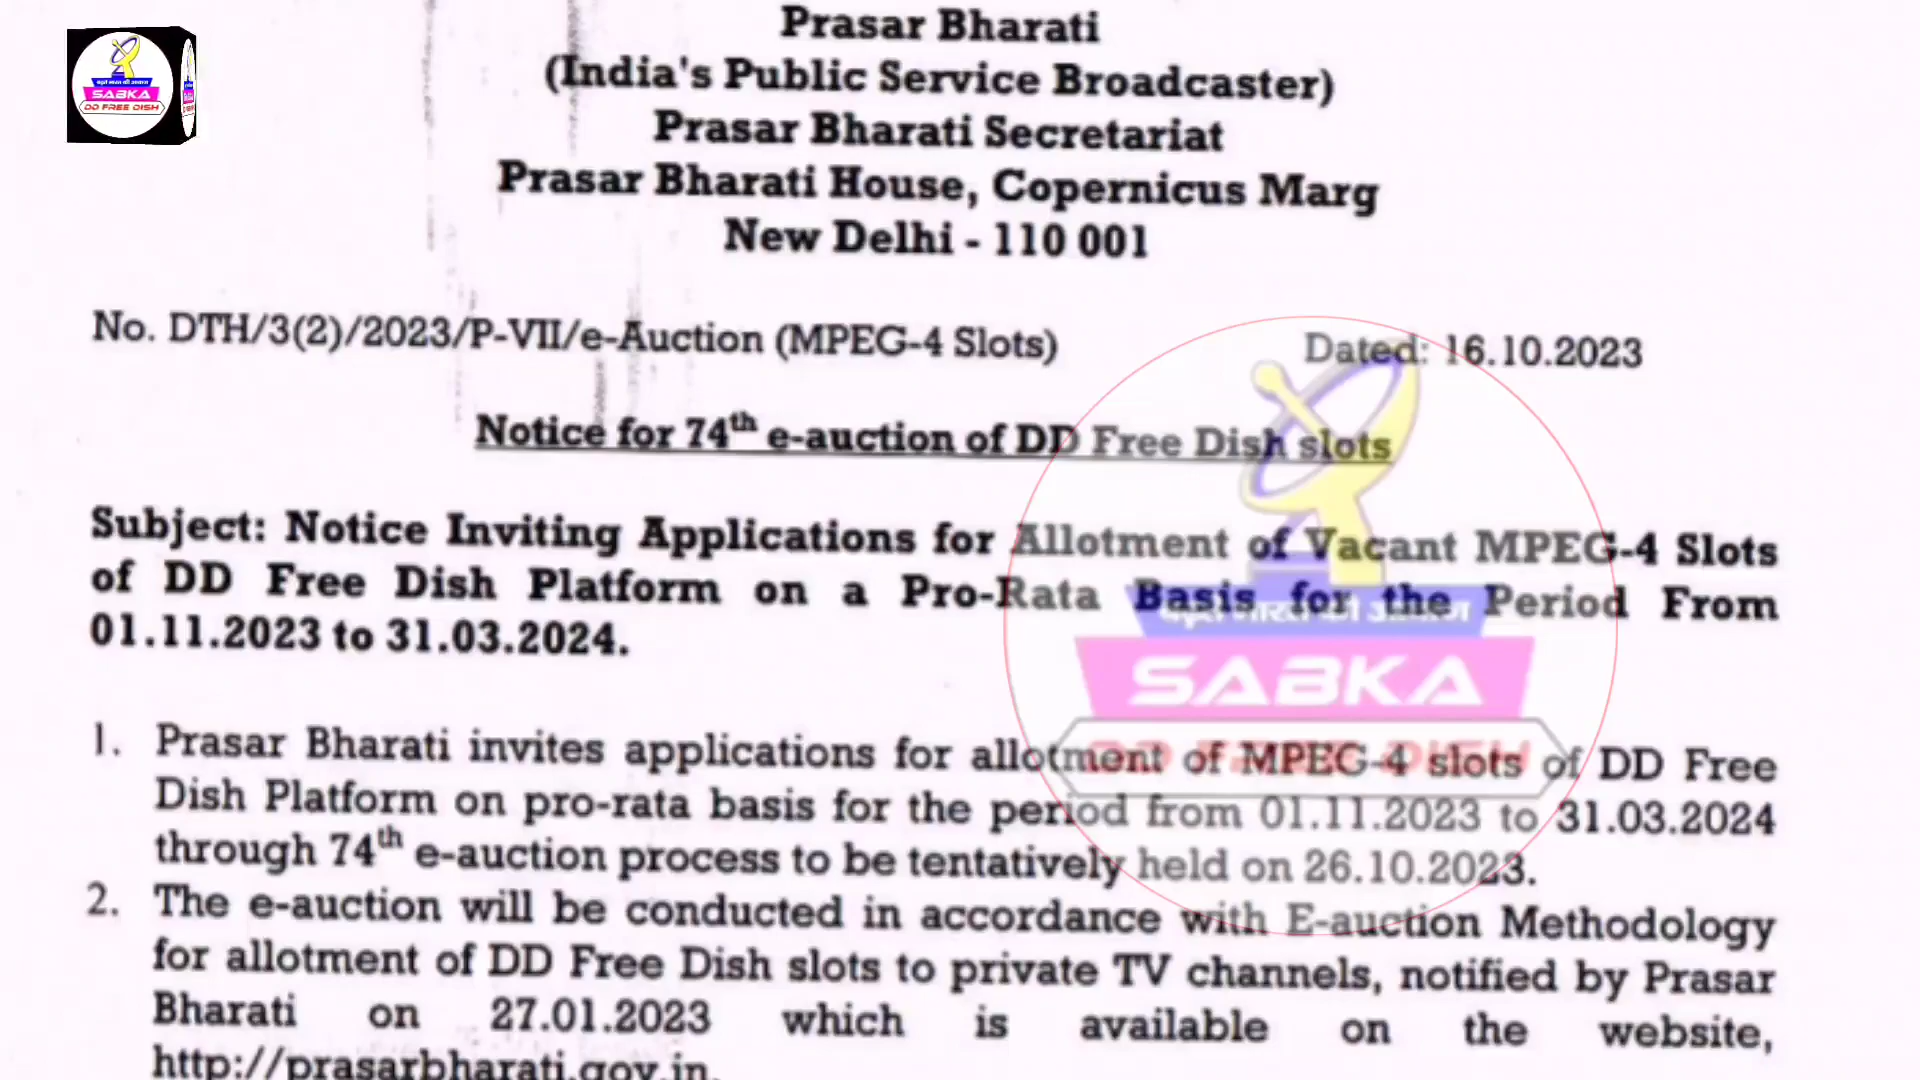 Prasar Bharati
(India's Public Service Broadcaster)
Prasar Bharati Secretariat
Prasar Bharati House, Copernicus Marg
New Delhi - 110 001
SABKA
DD FREE DISH
No. DTH/3(2)/2023/P-VII/e-Auction (MPEG-4 Slots) Dated: 16.10.2023
Notice for 74th e-auction of DD Free Dish slots
Subject: Notice Inviting Applications for Allotment of Vacant MPEG-4 Slots
of DD Free Dish Platform on a Pro-Rata Basis for the Period From
01.11.2023 to 31.03.2024.
SABKA
DD FREE DISH
1. Prasar Bharati invites applications for allotment of MPEG-4 slots of DD Free
Dish Platform on pro-rata basis for the period from 01.11.2023 to 31.03.2024
through 74th e-auction process to be tentatively held on 26.10.2023.
2. The e-auction will be conducted in accordance with E-auction Methodology
for allotment of DD Free Dish slots to private TV channels, notified by Prasar
Bharati on 27.01.2023 which is available on the website,
http://prasarbharati.gov.in.